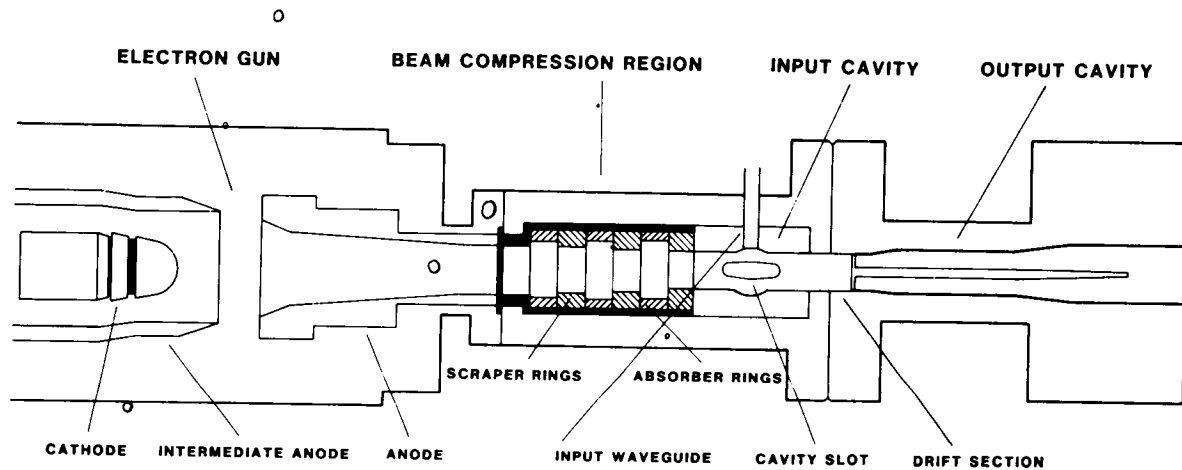 ELECTRON GUN
BEAM COMPRESSION REGION
INPUT CAVITY
OUTPUT CAVITY
SCRAPER RINGS
ABSORBER RINGS
CATHODE
INTERMEDIATE ANODE
ANODE
INPUT WAVEGUIDE
CAVITY SLOT
DRIFT SECTION